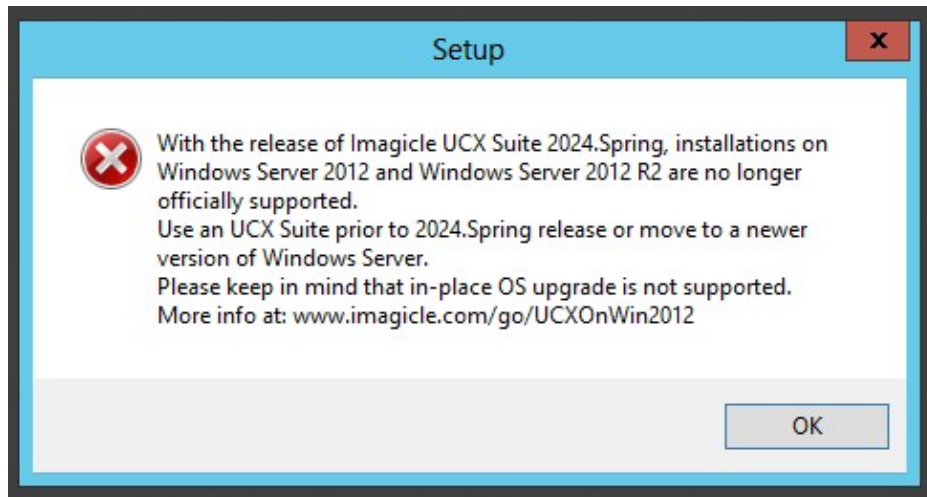 Setup
x
With the release of Imagicle UCX Suite 2024.Spring, installations on
Windows Server 2012 and Windows Server 2012 R2 are no longer
officially supported.
Use an UCX Suite prior to 2024.Spring release or move to a newer
version of Windows Server.
Please keep in mind that in-place OS upgrade is not supported.
More info at: www.imagicle.com/go/UCXOnWin2012
OK